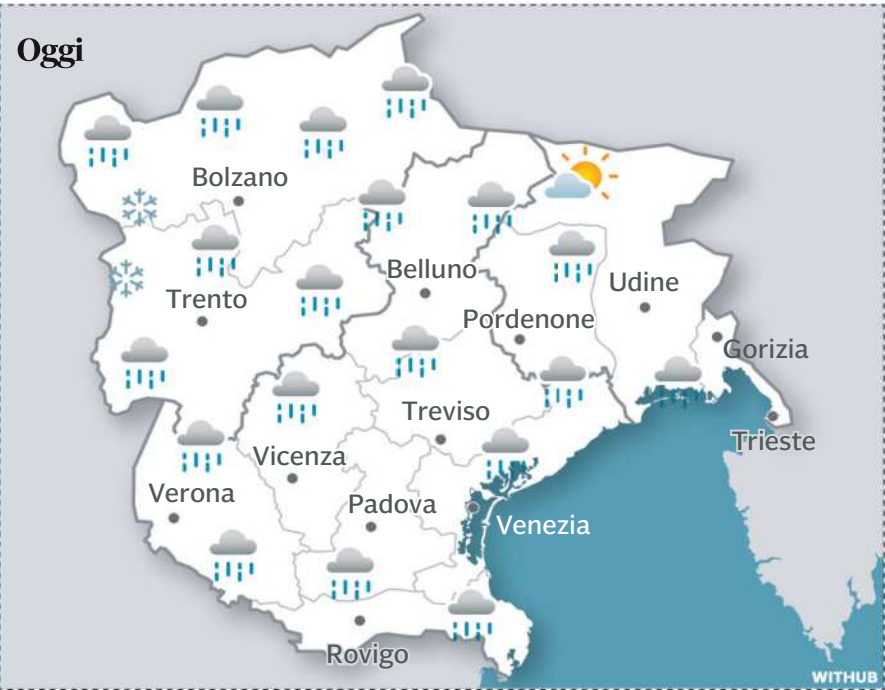 Oggi
Bolzano
Belluno
Trento
Udine
Pordenone
Gorizia
Treviso
Trieste
Vicenza
Verona
Padova
Venezia
Rovigo
WITHUB